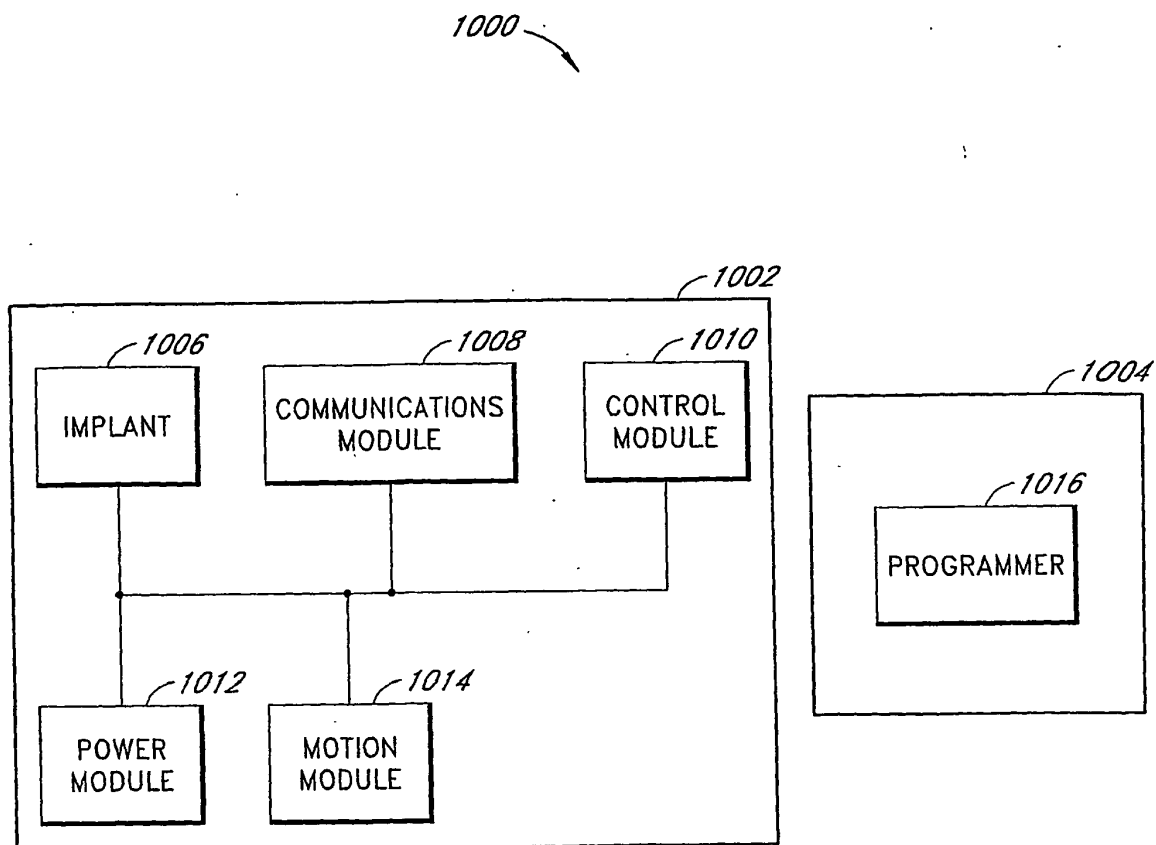 1000
1002
1006
1008
1010
1004
IMPLANT
COMMUNICATIONS
MODULE
CONTROL
MODULE
1016
PROGRAMMER
1012
1014
POWER
MODULE
MOTION
MODULE